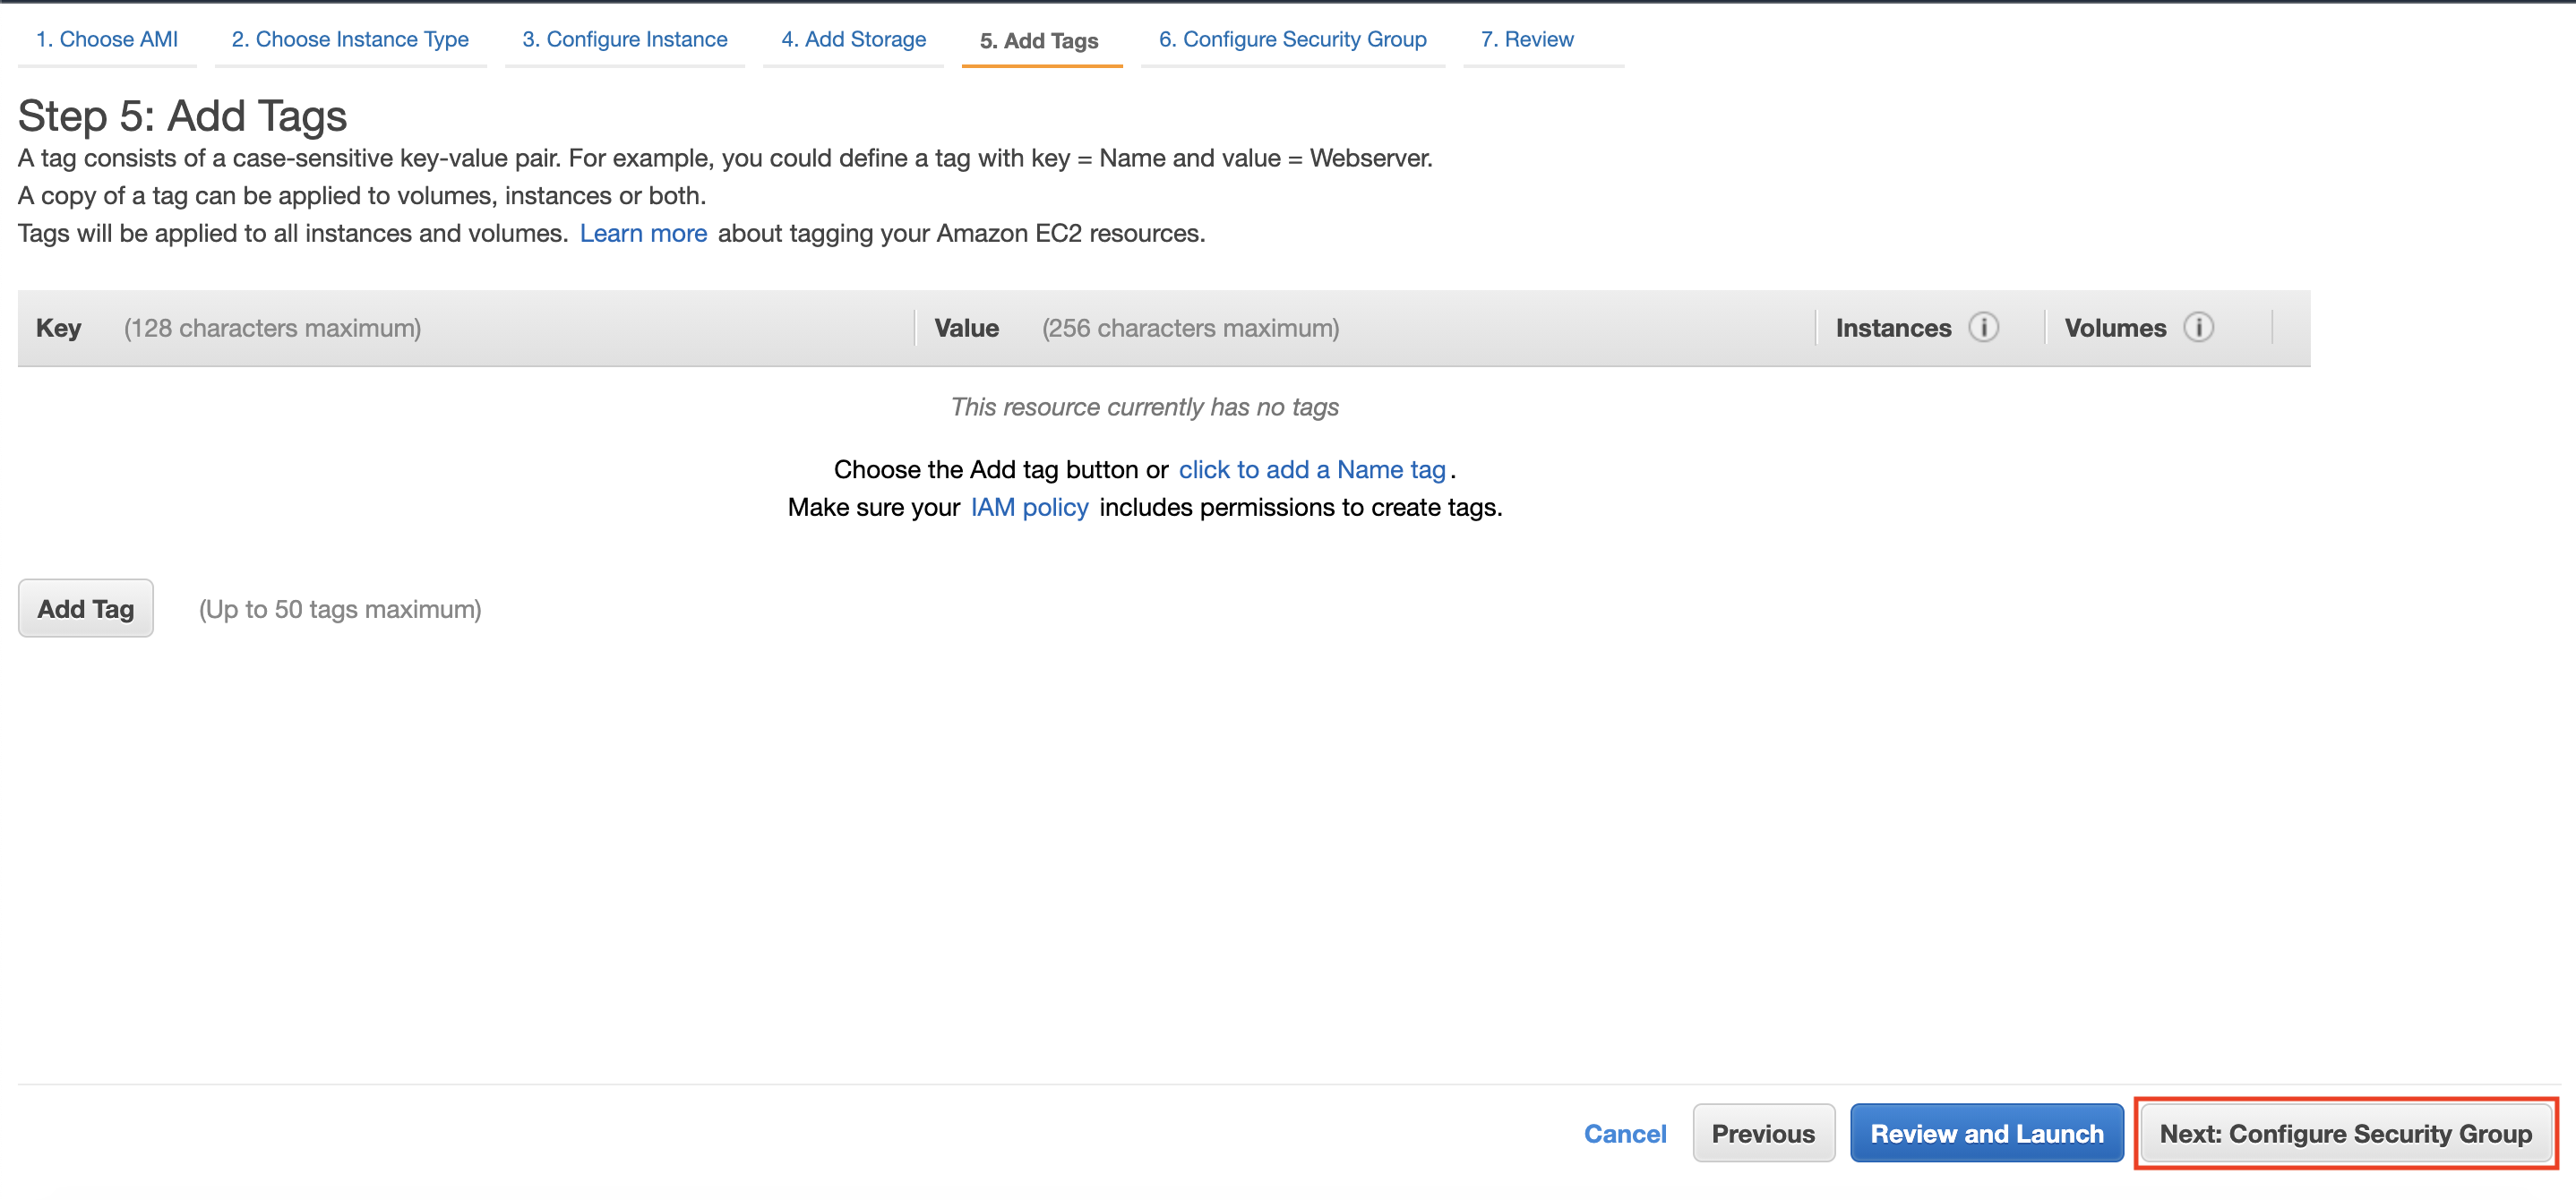 1. Choose AMI 2. Choose Instance Type 3. Configure Instance 4. Add Storage 5. Add Tags 6. Configure Security Group 7. Review
Step 5: Add Tags
A tag consists of a case-sensitive key-value pair. For example, you could define a tag with key = Name and value = Webserver.
A copy of a tag can be applied to volumes, instances or both.
Tags will be applied to all instances and volumes. Learn more about tagging your Amazon EC2 resources.
Key (128 characters maximum) Value (256 characters maximum) Instances i Volumes i
This resource currently has no tags
Choose the Add tag button or click to add a Name tag.
Make sure your IAM policy includes permissions to create tags.
Add Tag (Up to 50 tags maximum)
Cancel Previous Review and Launch Next: Configure Security Group